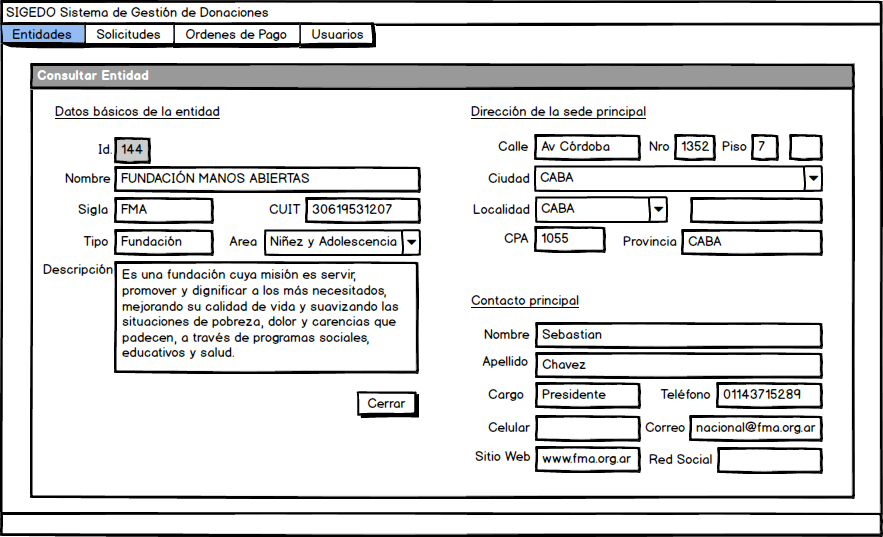 SIGEDO Sistema de Gestión de Donaciones
Entidades Solicitudes Ordenes de Pago Usuarios
Consultar Entidad
Datos básicos de la entidad
Id. 144
Nombre FUNDACIÓN MANOS ABIERTAS
Sigla FMA CUIT 30619531207
Tipo Fundación Area Niñez y Adolescencia
Descripción Es una fundación cuya misión es servir,
promover y dignificar a los más necesitados,
mejorando su calidad de vida y suavizando las
situaciones de pobreza, dolor y carencias que
padecen, a través de programas sociales,
educativos y salud.
Cerrar
Dirección de la sede principal
Calle Av Córdoba Nro 1352 Piso 7
Ciudad CABA
Localidad CABA
CPA 1055 Provincia CABA
Contacto principal
Nombre Sebastian
Apellido Chavez
Cargo Presidente Teléfono 01143715289
Celular Correo nacional@fma.org.ar
Sitio Web www.fma.org.ar Red Social